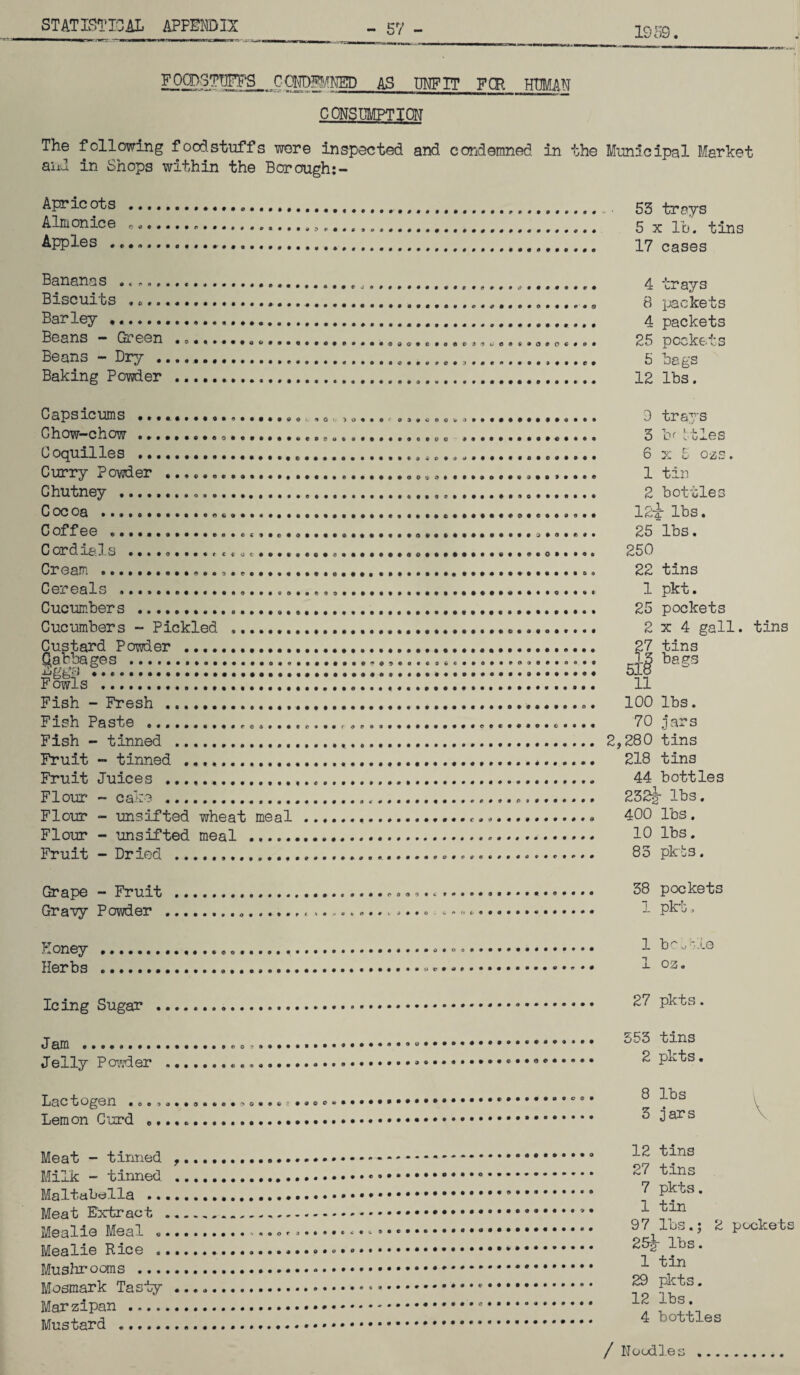 STATISTICAL APPENDIX - 57 - 1959.
FOODSTUFFS CONDEMNED AS UNFIT FOR HUMAN
CONSUMPTION
The following foodstuffs were inspected and condemned in the Municipal Market
and in Shops within the Borough:-
Apricots ..... 53 trays
Almonice ..... 5 x lb. tins
Apples ..... 17 cases
Bananas ..... 4 trays
Biscuits ..... 8 packets
Barley ..... 4 packets
Beans - Green ..... 25 pockets
Beans - Dry ..... 5 bags
Baking Powder ..... 12 lbs.
Capsicums ..... 9 trays
Chow-chow ..... 3 bottles
Coquilles ..... 6 x 5 ozs.
Curry Powder ..... 1 tin
Chutney ..... 2 bottles
Cocoa ..... 12¼ lbs.
Coffee ..... 25 lbs.
Cordials ..... 250
Cream ..... 22 tins
Cereals ..... 1 pkt.
Cucumbers ..... 25 pockets
Cucumbers - Pickled ..... 2 x 4 gall. tins
Custard Powder ..... 27 tins
Cabbages ..... 13 bags
Eggs ..... 518
Fowls ..... 11
Fish - Fresh ..... 100 lbs.
Fish Paste ..... 70 jars
Fish - tinned ..... 2,280 tins
Fruit - tinned ..... 218 tins
Fruit Juices ..... 44 bottles
Flour - cake ..... 232½ lbs.
Flour - unsifted wheat meal ..... 400 lbs.
Flour - unsifted meal ..... 10 lbs.
Fruit - Dried ..... 83 pkts.
Grape - Fruit ..... 38 pockets
Gravy Powder ..... 1 pkt.
Honey ..... 1 bottle
Herbs ..... 1 oz.
Icing Sugar ..... 27 pkts.
Jam ..... 353 tins
Jelly Powder ..... 2 pkts.
Lactogen ..... 8 lbs
Lemon Curd ..... 3 jars
Meat - tinned ..... 12 tins
Milk - tinned ..... 27 tins
Maltabella ..... 7 pkts.
Meat Extract ..... 1 tin
Mealie Meal ..... 97 lbs.; 2 pockets
Mealie Rice ..... 25½ lbs.
Mushrooms ..... 1 tin
Mosmark Tasty ..... 29 pkts.
Marzipan ..... 12 lbs.
Mustard ..... 4 bottles
/ Noodles ..........